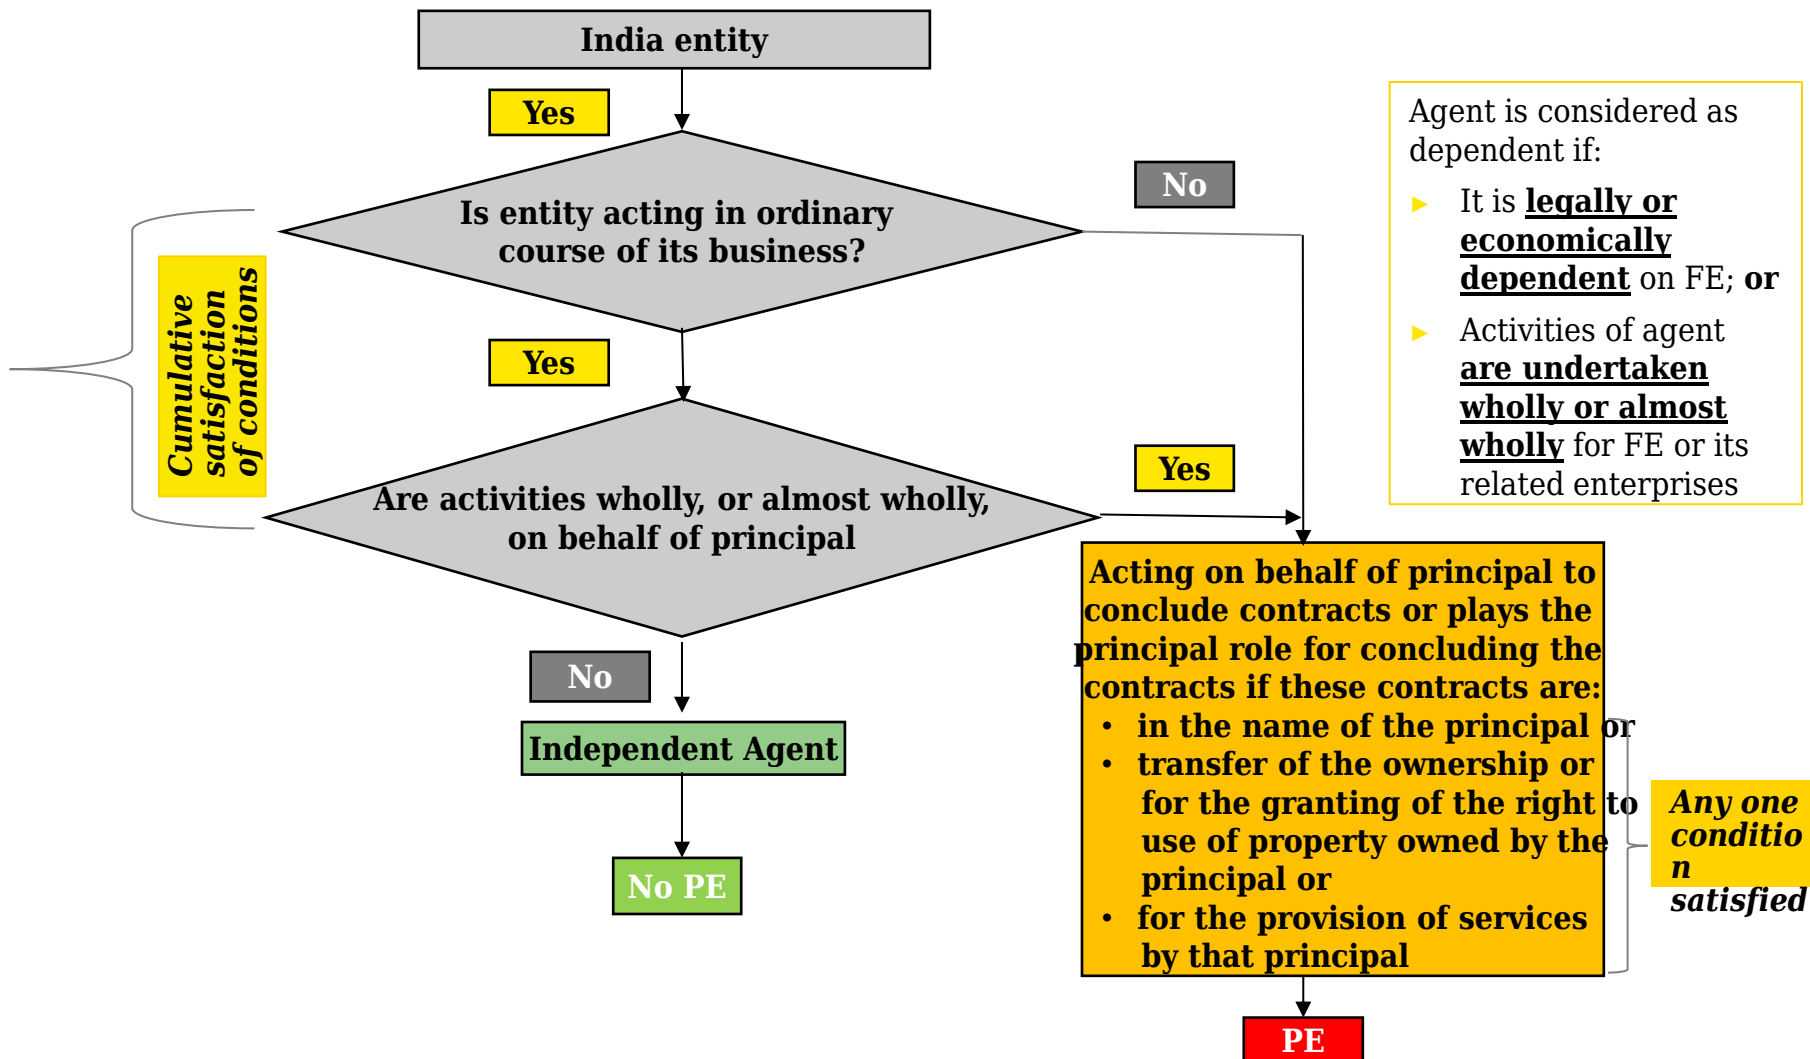 India entity
Yes
Is entity acting in ordinary
course of its business?
No
Cumulative
satisfaction
of conditions
Yes
Are activities wholly, or almost wholly,
on behalf of principal
Yes
No
Independent Agent
No PE
Agent is considered as
dependent if:
► It is legally or
economically
dependent on FE; or
► Activities of agent
are undertaken
wholly or almost
wholly for FE or its
related enterprises
Acting on behalf of principal to
conclude contracts or plays the
principal role for concluding the
contracts if these contracts are:
• in the name of the principal or
• transfer of the ownership or
for the granting of the right to
use of property owned by the
principal or
• for the provision of services
by that principal
Any one
conditio
n
satisfied
PE